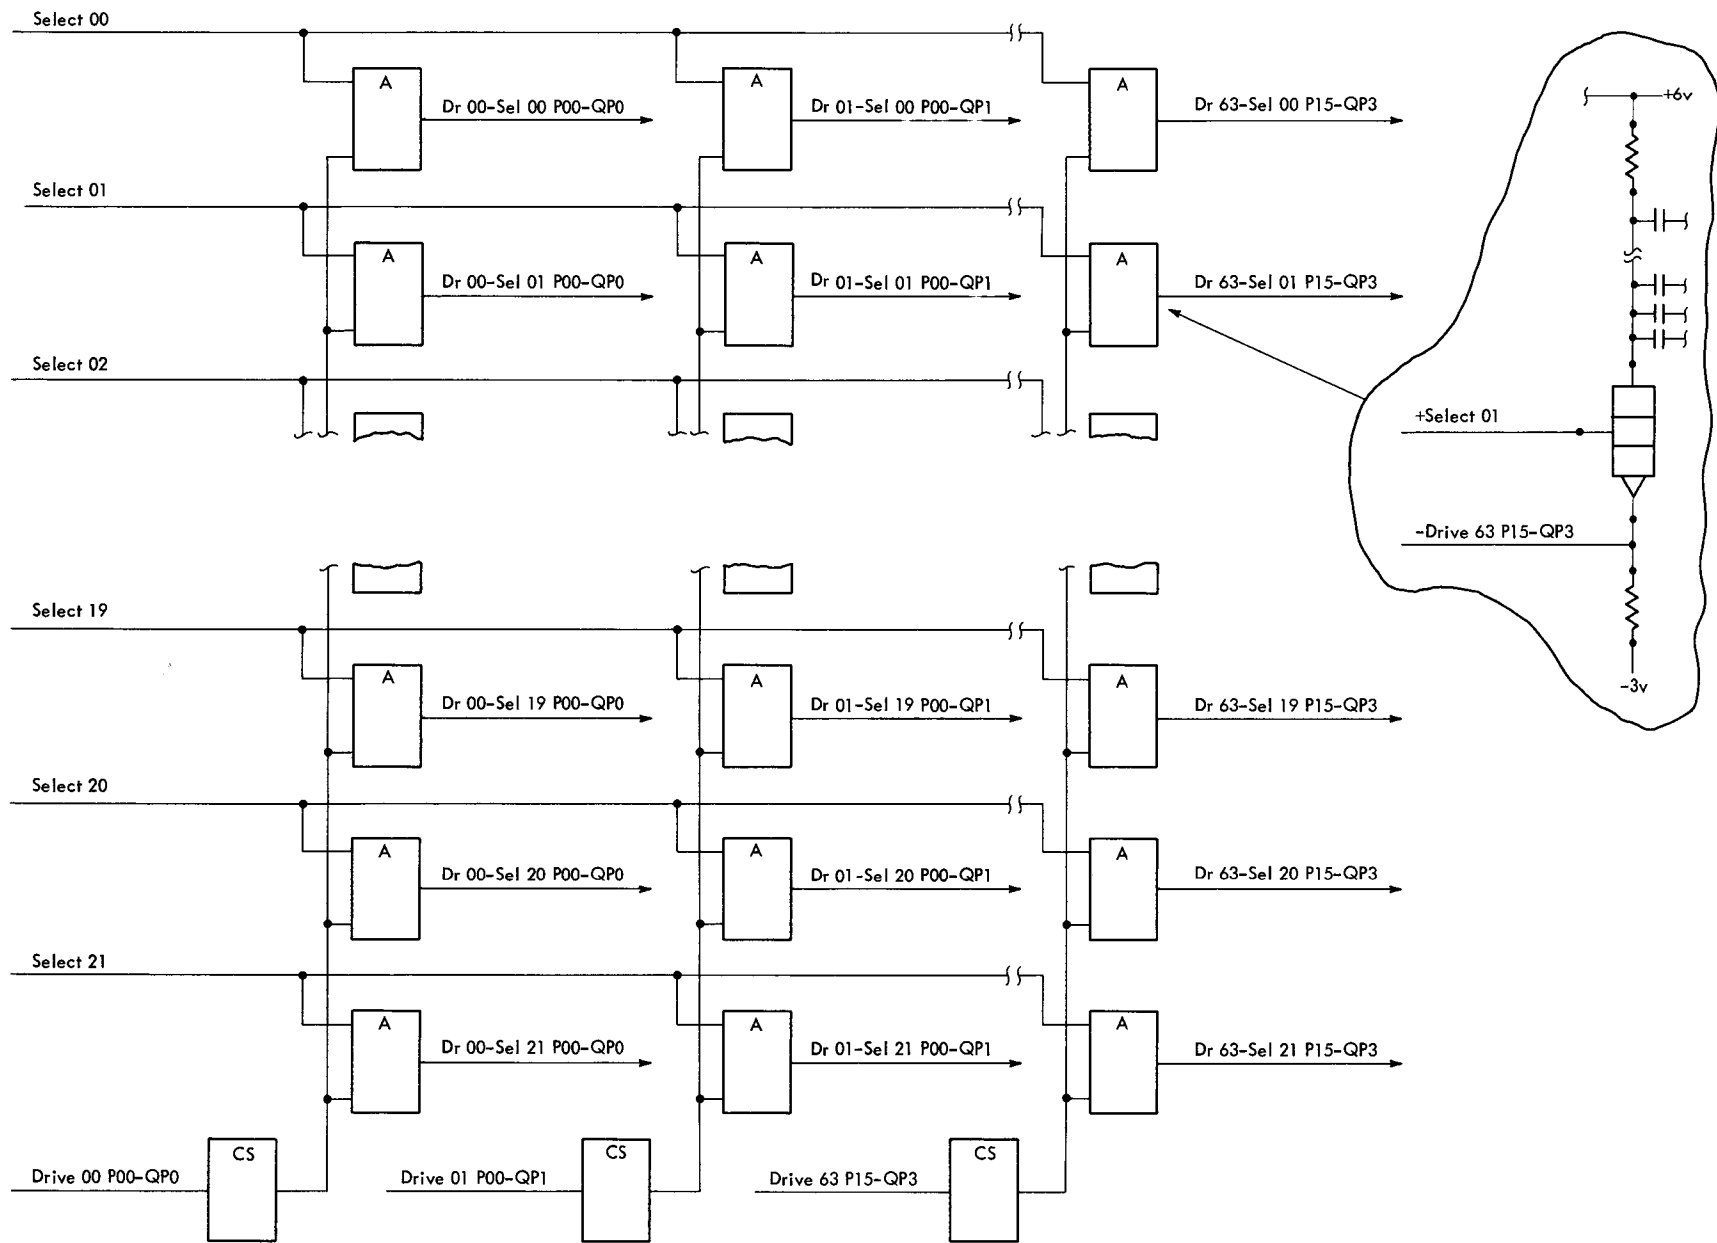 Select 00
A
A
A
Dr 00-Sel 00 P00-QP0
Dr 01-Sel 00 P00-QP1
Dr 63-Sel 00 P15-QP3
Select 01
A
A
A
Dr 00-Sel 01 P00-QP0
Dr 01-Sel 01 P00-QP1
Dr 63-Sel 01 P15-QP3
Select 02
+6v
+Select 01
-Drive 63 P15-QP3
-3v
Select 19
A
A
A
Dr 00-Sel 19 P00-QP0
Dr 01-Sel 19 P00-QP1
Dr 63-Sel 19 P15-QP3
Select 20
A
A
A
Dr 00-Sel 20 P00-QP0
Dr 01-Sel 20 P00-QP1
Dr 63-Sel 20 P15-QP3
Select 21
A
A
A
Dr 00-Sel 21 P00-QP0
Dr 01-Sel 21 P00-QP1
Dr 63-Sel 21 P15-QP3
CS
CS
CS
Drive 00 P00-QP0
Drive 01 P00-QP1
Drive 63 P15-QP3